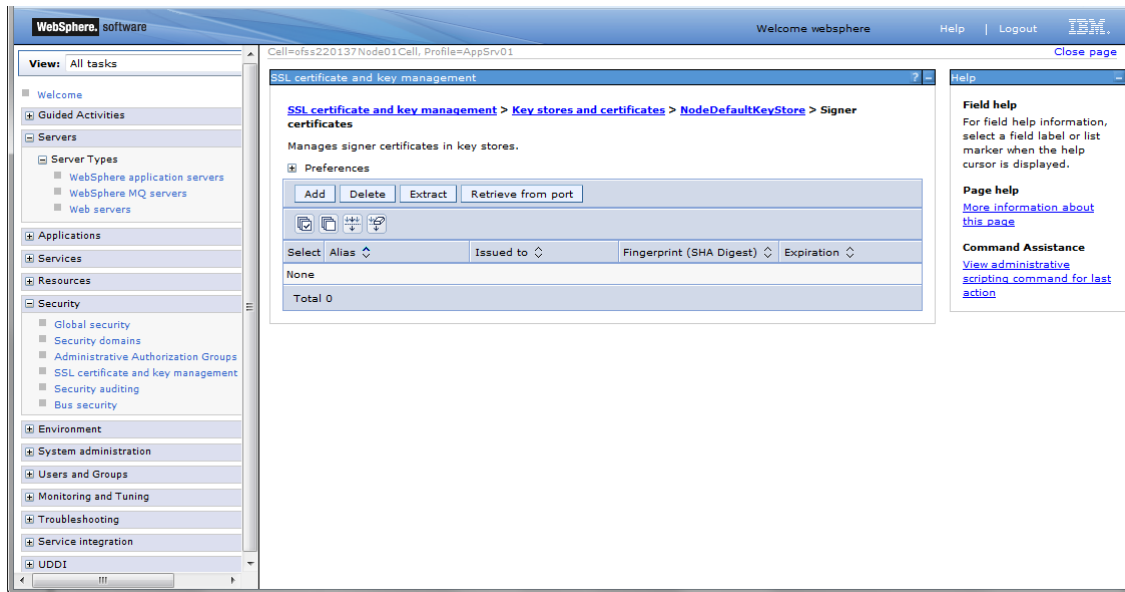 WebSphere. software
Welcome websphere
Help | Logout
IBM.
View: All tasks
Welcome
Guided Activities
Servers
Server Types
WebSphere application servers
WebSphere MQ servers
Web servers
Applications
Services
Resources
Security
Global security
Security domains
Administrative Authorization Groups
SSL certificate and key management
Security auditing
Bus security
Environment
System administration
Users and Groups
Monitoring and Tuning
Troubleshooting
Service integration
UDDI
Cell=ofss220137Node01Cell, Profile=AppSrv01
Close page
SSL certificate and key management
?
SSL certificate and key management > Key stores and certificates > NodeDefaultKeyStore > Signer
certificates
Manages signer certificates in key stores.
Preferences
Add Delete Extract Retrieve from port
Select Alias Issued to Fingerprint (SHA Digest) Expiration
None
Total 0
Help
Field help
For field help information,
select a field label or list
marker when the help
cursor is displayed.
Page help
More information about
this page
Command Assistance
View administrative
scripting command for last
action